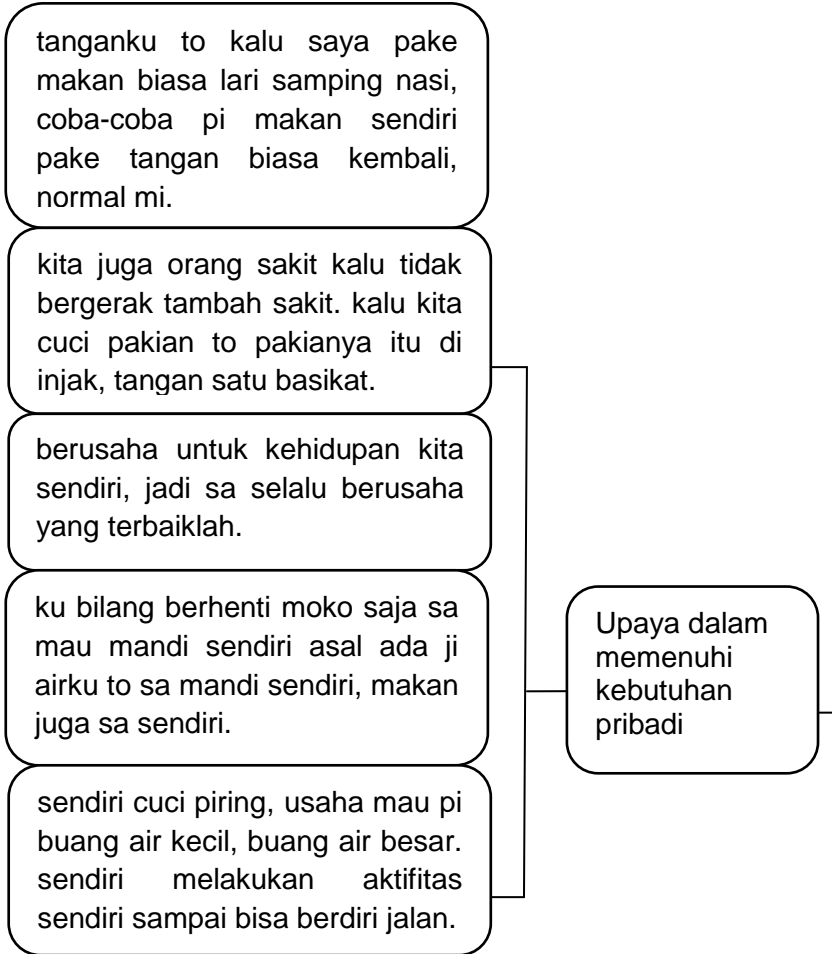 tanganku to kalu saya pake
makan biasa lari samping nasi,
coba-coba pi makan sendiri
pake tangan biasa kembali,
normal mi.
kita juga orang sakit kalu tidak
bergerak tambah sakit. kalu kita
cuci pakian to pakianya itu di
injak, tangan satu basikat.
berusaha untuk kehidupan kita
sendiri, jadi sa selalu berusaha
yang terbaiklah.
ku bilang berhenti moko saja sa
mau mandi sendiri asal ada ji
airku to sa mandi sendiri, makan
juga sa sendiri.
sendiri cuci piring, usaha mau pi
buang air kecil, buang air besar.
sendiri melakukan aktifitas
sendiri sampai bisa berdiri jalan.
Upaya dalam
memenuhi
kebutuhan
pribadi